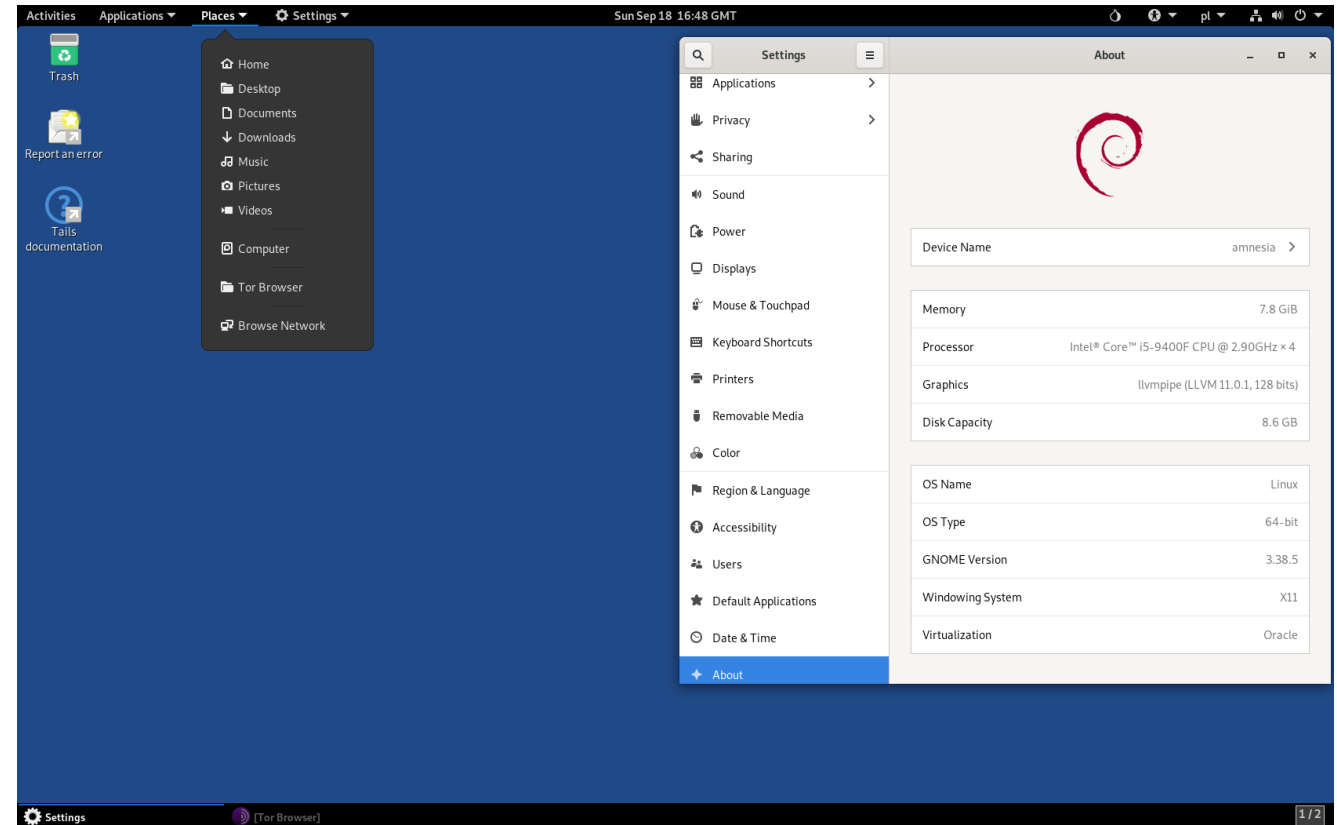 Activities Applications Places Settings Sun Sep 18 16:48 GMT pl
Trash
Report an error
Tails
documentation
Home
Desktop
Documents
Downloads
Music
Pictures
Videos
Computer
Tor Browser
Browse Network
Settings About
Applications
Privacy
Sharing
Sound
Power
Displays
Mouse & Touchpad
Keyboard Shortcuts
Printers
Removable Media
Color
Region & Language
Accessibility
Users
Default Applications
Date & Time
About
Device Name amnesia
Memory 7.8 GiB
Processor Intel® Core™ i5-9400F CPU @ 2.90GHz × 4
Graphics llvmpipe (LLVM 11.0.1, 128 bits)
Disk Capacity 8.6 GB
OS Name Linux
OS Type 64-bit
GNOME Version 3.38.5
Windowing System X11
Virtualization Oracle
Settings [Tor Browser] 1 / 2